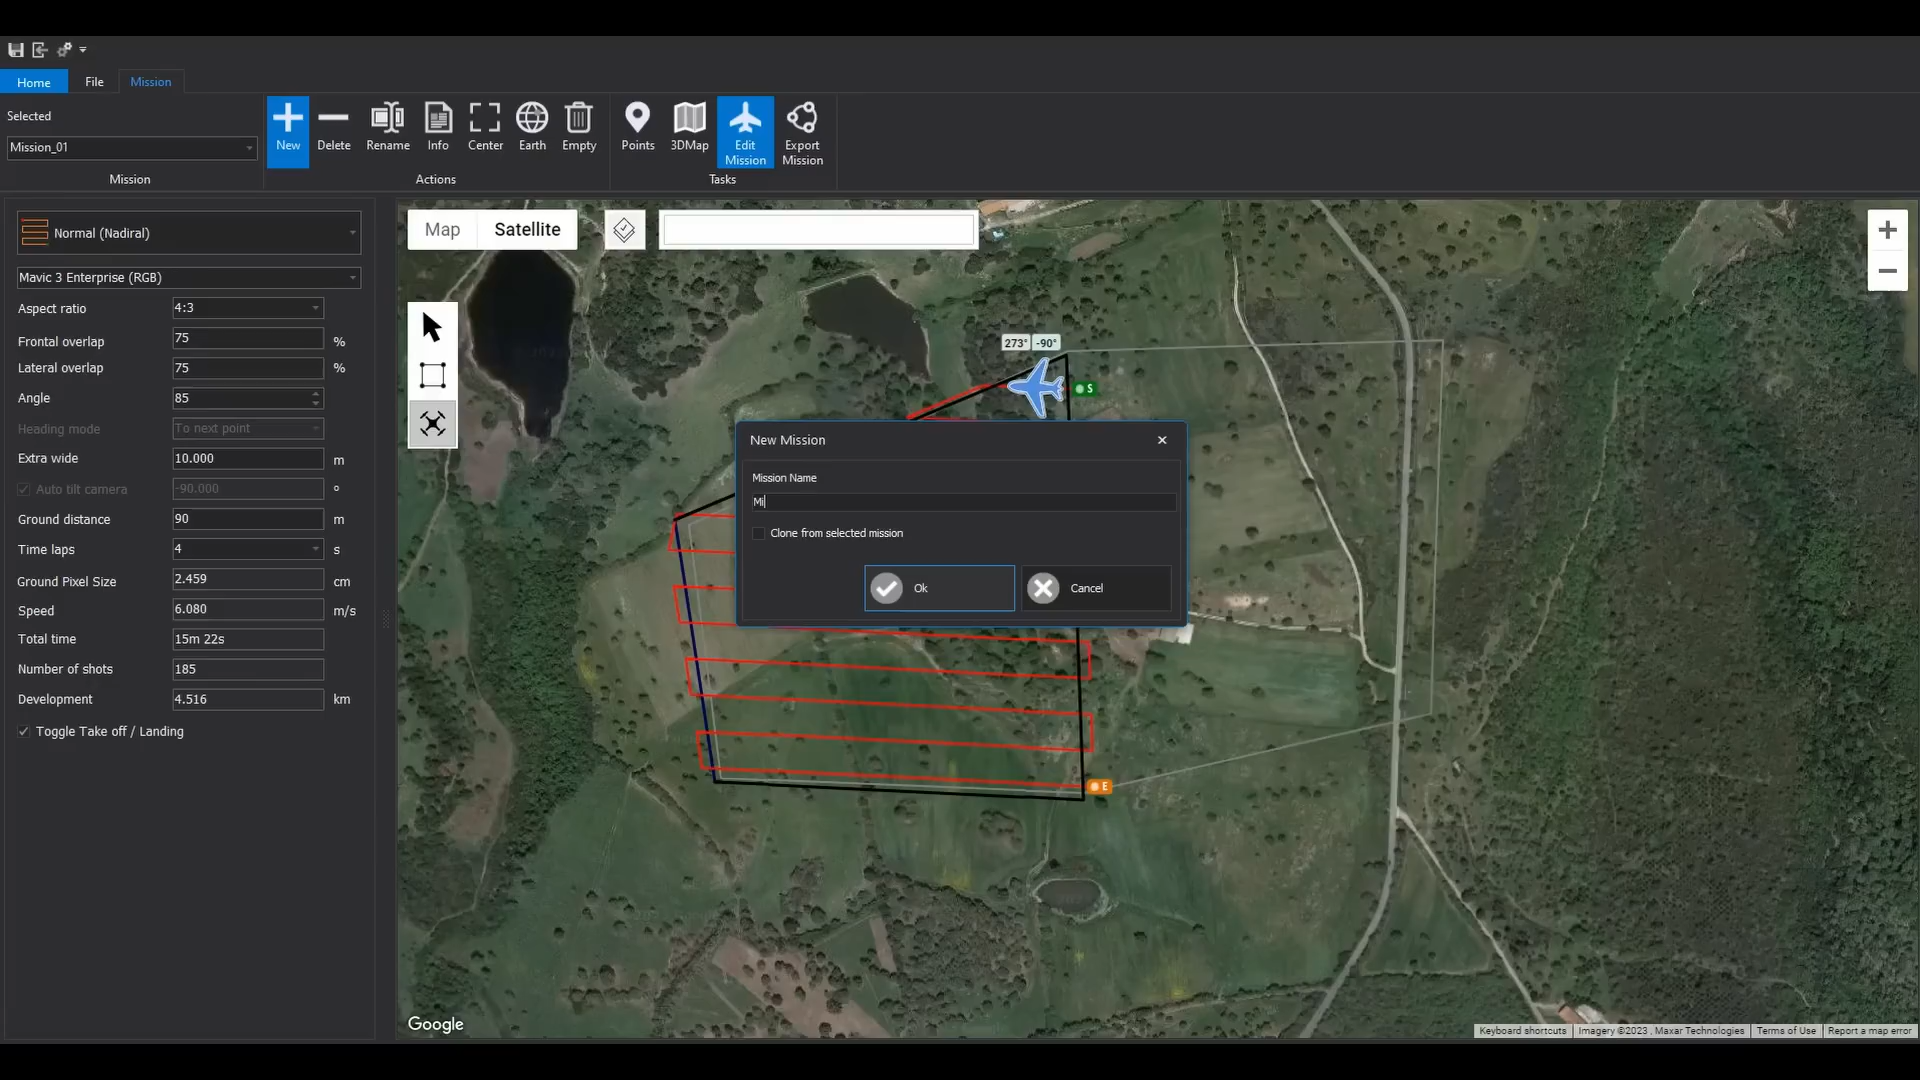 Home File Mission
Selected
Mission_01
Mission
New Delete Rename Info Center Earth Empty
Actions
Points 3DMap Edit Mission Export Mission
Tasks
Normal (Nadiral)
Mavic 3 Enterprise (RGB)
Aspect ratio 4:3
Frontal overlap 75 %
Lateral overlap 75 %
Angle 85
Heading mode To next point
Extra wide 10.000 m
Auto tilt camera -90.000 °
Ground distance 90 m
Time laps 4 s
Ground Pixel Size 2.459 cm
Speed 6.080 m/s
Total time 15m 22s
Number of shots 185
Development 4.516 km
Toggle Take off / Landing
Map Satellite
273° -90°
S
New Mission
Mission Name
Mi
Clone from selected mission
Ok Cancel
E
Google
Keyboard shortcuts Imagery ©2023 , Maxar Technologies Terms of Use Report a map error